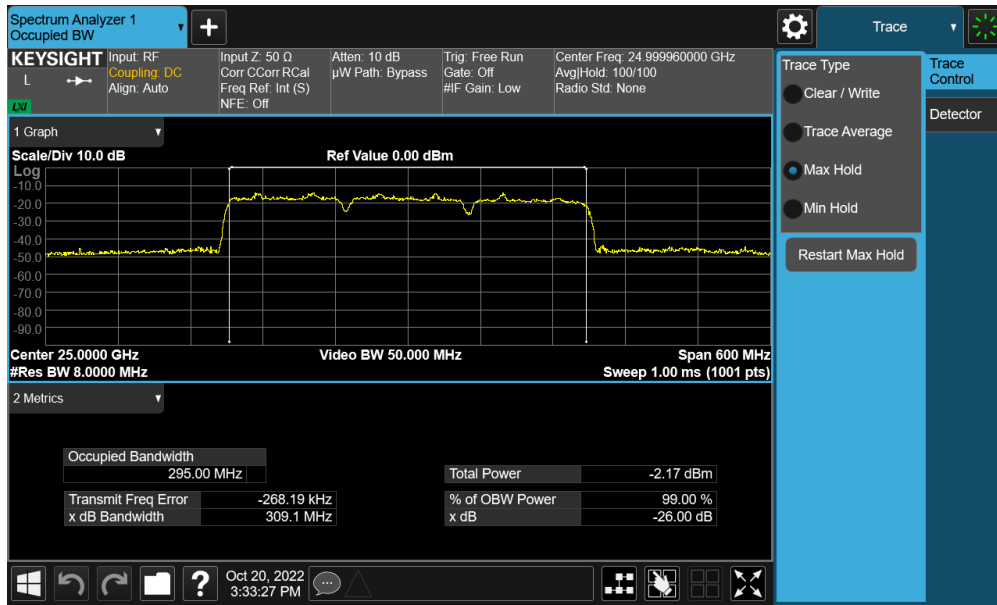 Spectrum Analyzer 1
Occupied BW
+
Trace
KEYSIGHT
L
LXI
Input: RF
Coupling: DC
Align: Auto
Input Z: 50 Ω
Corr CCorr RCal
Freq Ref: Int (S)
NFE: Off
Atten: 10 dB
µW Path: Bypass
Trig: Free Run
Gate: Off
#IF Gain: Low
Center Freq: 24.999960000 GHz
Avg|Hold: 100/100
Radio Std: None
Trace Type
Clear / Write
Trace Average
Max Hold
Min Hold
Restart Max Hold
Trace
Control
Detector
1 Graph
Scale/Div 10.0 dB
Ref Value 0.00 dBm
Log
-10.0
-20.0
-30.0
-40.0
-50.0
-60.0
-70.0
-80.0
-90.0
Center 25.0000 GHz
Video BW 50.000 MHz
Span 600 MHz
#Res BW 8.0000 MHz
Sweep 1.00 ms (1001 pts)
2 Metrics
Occupied Bandwidth
295.00 MHz
Total Power -2.17 dBm
Transmit Freq Error -268.19 kHz
% of OBW Power 99.00 %
x dB Bandwidth 309.1 MHz
x dB -26.00 dB
?
Oct 20, 2022
3:33:27 PM